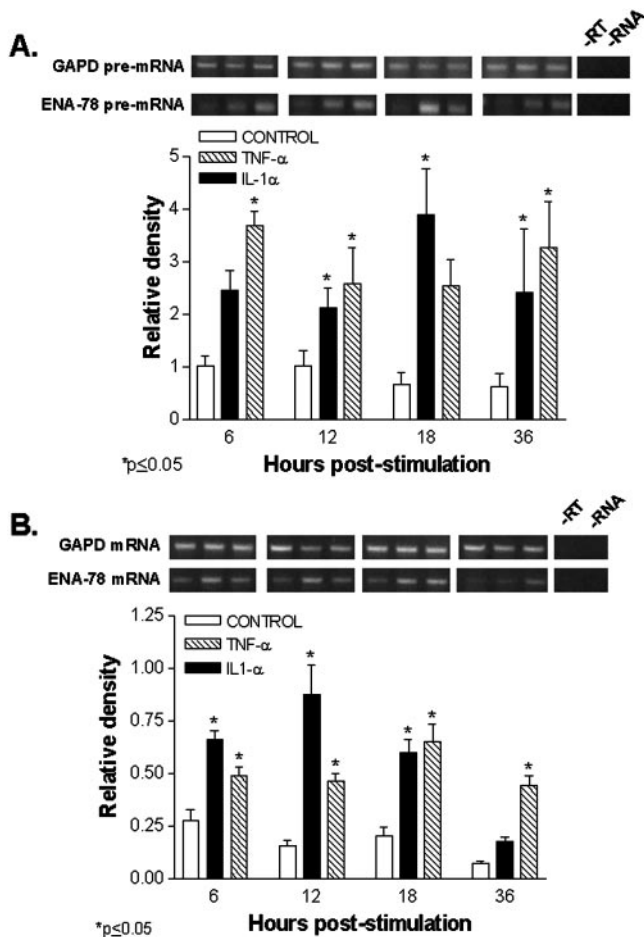 A.
-RT
-RNA
GAPD pre-mRNA
ENA-78 pre-mRNA
CONTROL
TNF-α
IL-1α
Relative density
5
4
3
2
1
0
* * * * * *
6 12 18 36
*p≤0.05
Hours post-stimulation
B.
-RT
-RNA
GAPD mRNA
ENA-78 mRNA
CONTROL
TNF-α
IL1-α
Relative density
1.25
1.00
0.75
0.50
0.25
0.00
* * * * * * *
6 12 18 36
*p≤0.05
Hours post-stimulation